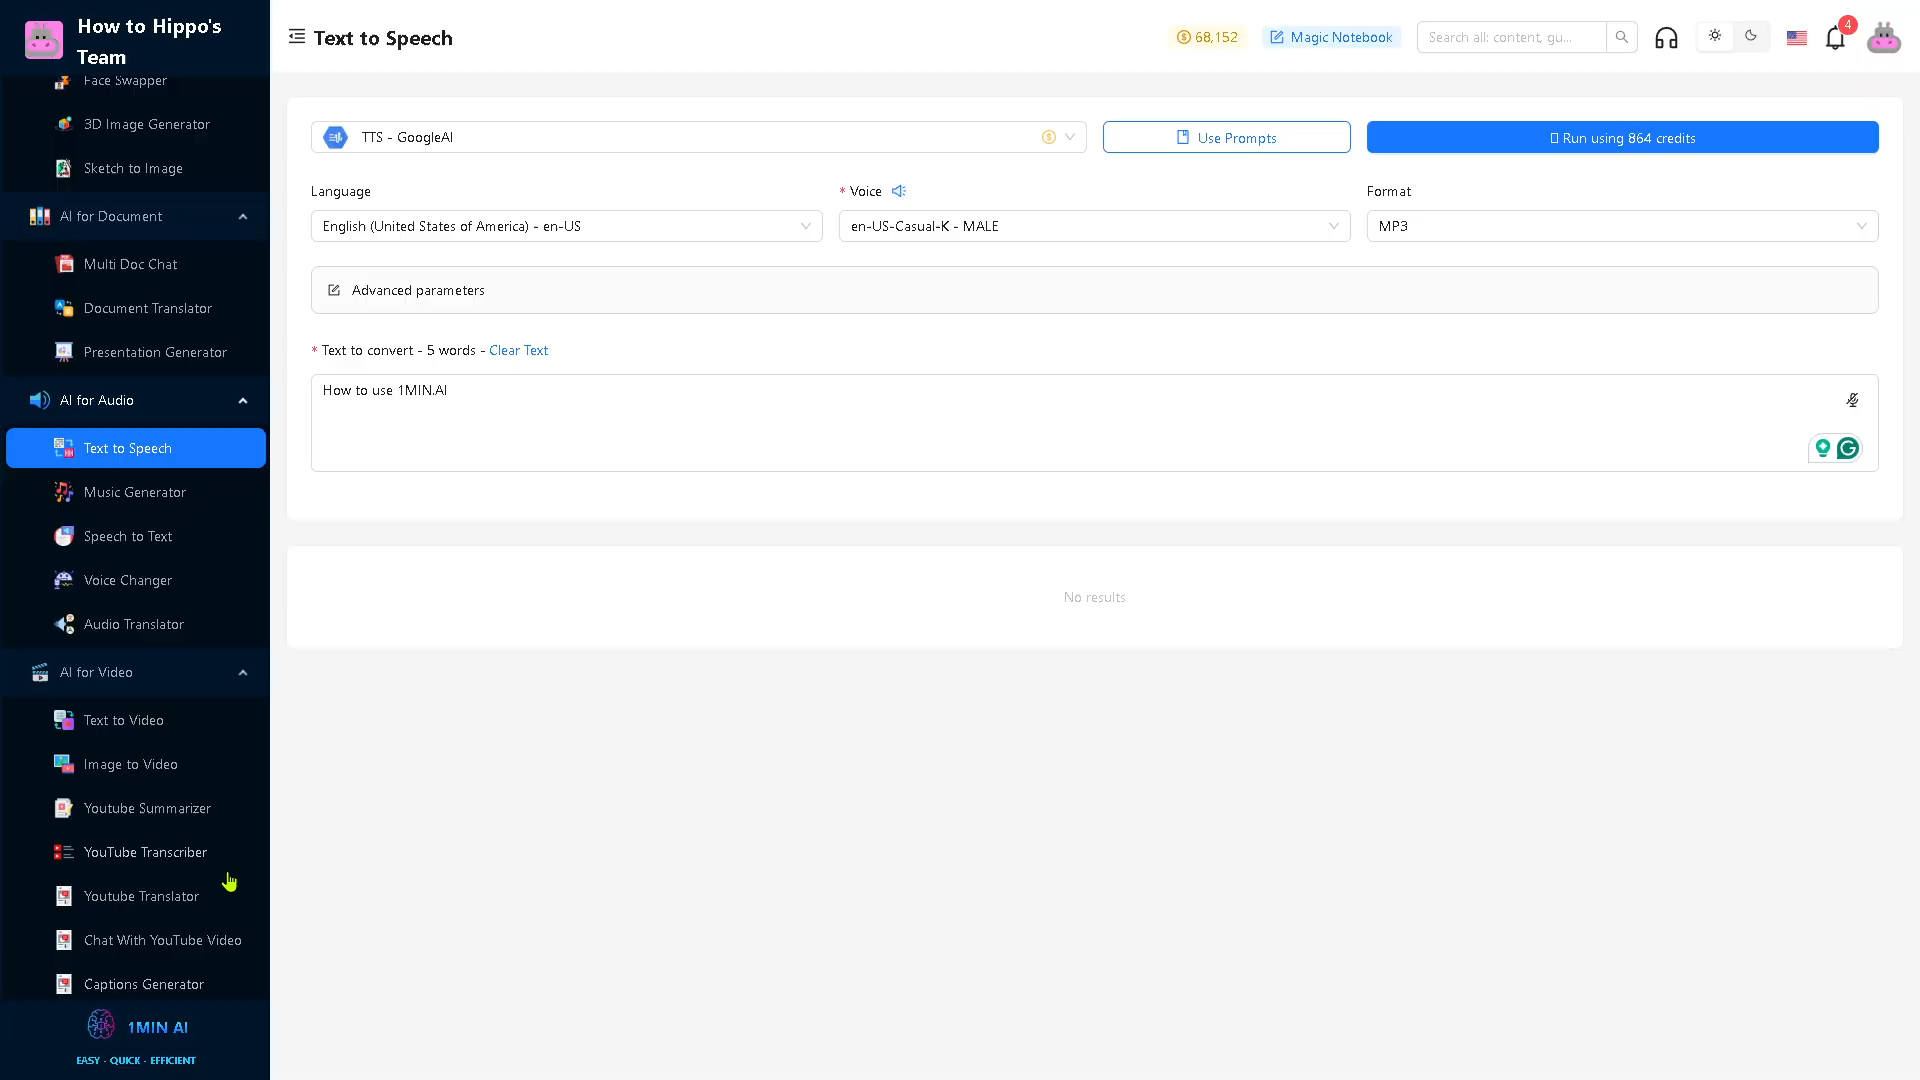 How to Hippo's
Team
Face Swapper
3D Image Generator
Sketch to Image
AI for Document
Multi Doc Chat
Document Translator
Presentation Generator
AI for Audio
Text to Speech
Music Generator
Speech to Text
Voice Changer
Audio Translator
AI for Video
Text to Video
Image to Video
Youtube Summarizer
YouTube Transcriber
Youtube Translator
Chat With YouTube Video
Captions Generator
1MIN AI
EASY - QUICK - EFFICIENT
Text to Speech
68,152
Magic Notebook
Search all: content, gu...
4
TTS - GoogleAI
Use Prompts
Run using 864 credits
Language
* Voice
Format
English (United States of America) - en-US
en-US-Casual-K - MALE
MP3
Advanced parameters
* Text to convert - 5 words - Clear Text
How to use 1MIN.AI
No results